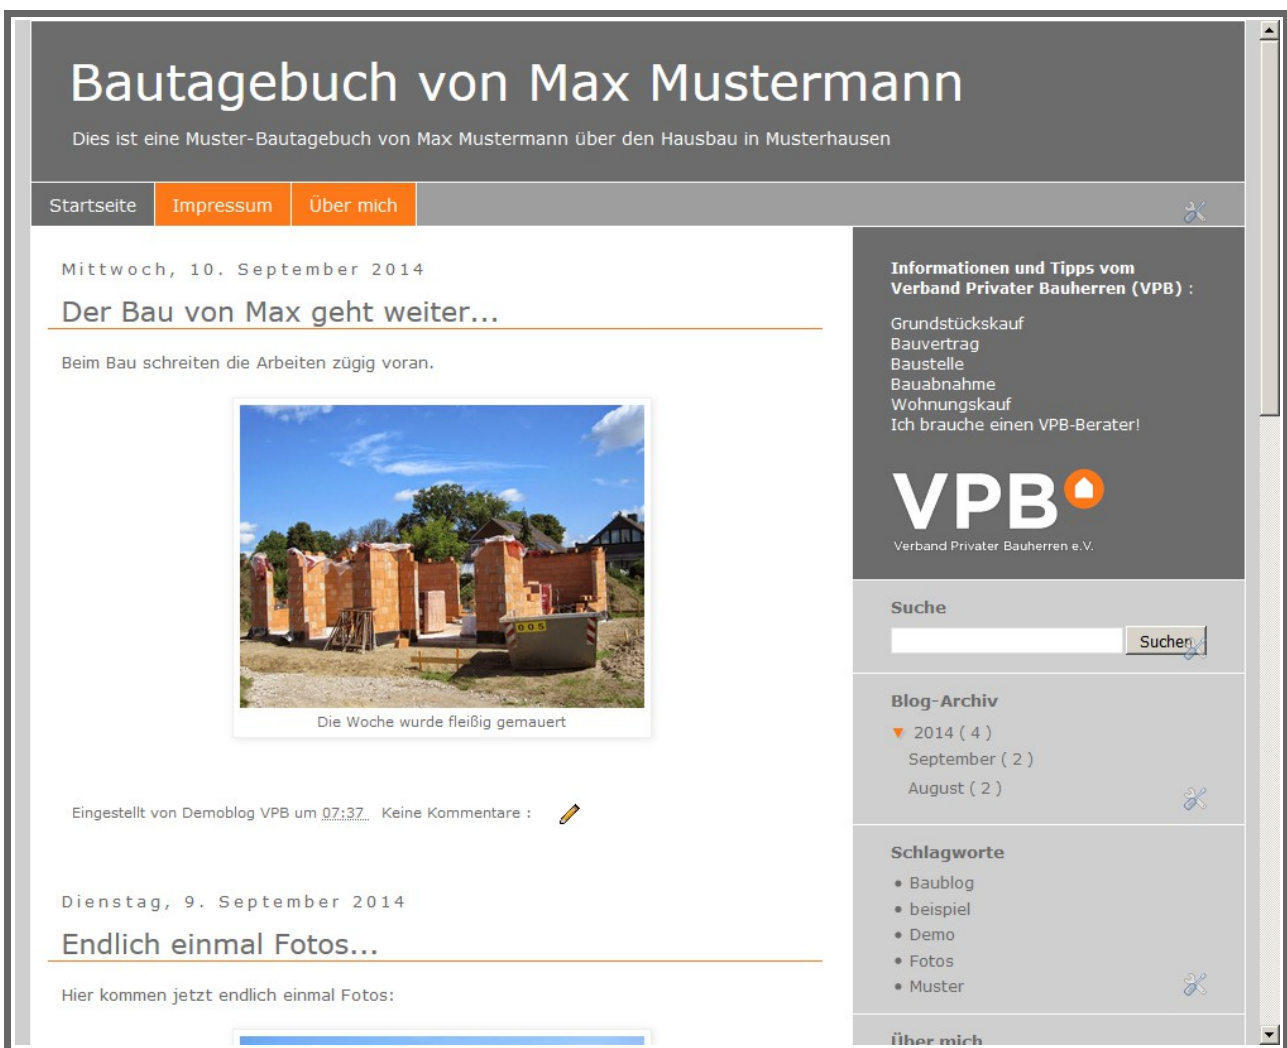 Bautagebuch von Max Mustermann
Dies ist eine Muster-Bautagebuch von Max Mustermann über den Hausbau in Musterhausen
Startseite
Impressum
Über mich
Mittwoch, 10. September 2014
Der Bau von Max geht weiter...
Beim Bau schreiten die Arbeiten zügig voran.
005
Die Woche wurde fleißig gemauert
Eingestellt von Demoblog VPB um 07:37 Keine Kommentare :
Dienstag, 9. September 2014
Endlich einmal Fotos...
Hier kommen jetzt endlich einmal Fotos:
Informationen und Tipps vom
Verband Privater Bauherren (VPB) :
Grundstückskauf
Bauvertrag
Baustelle
Bauabnahme
Wohnungskauf
Ich brauche einen VPB-Berater!
VPB
Verband Privater Bauherren e.V.
Suche
Suchen
Blog-Archiv
▼ 2014 ( 4 )
September ( 2 )
August ( 2 )
Schlagworte
• Baublog
• beispiel
• Demo
• Fotos
• Muster
Über mich